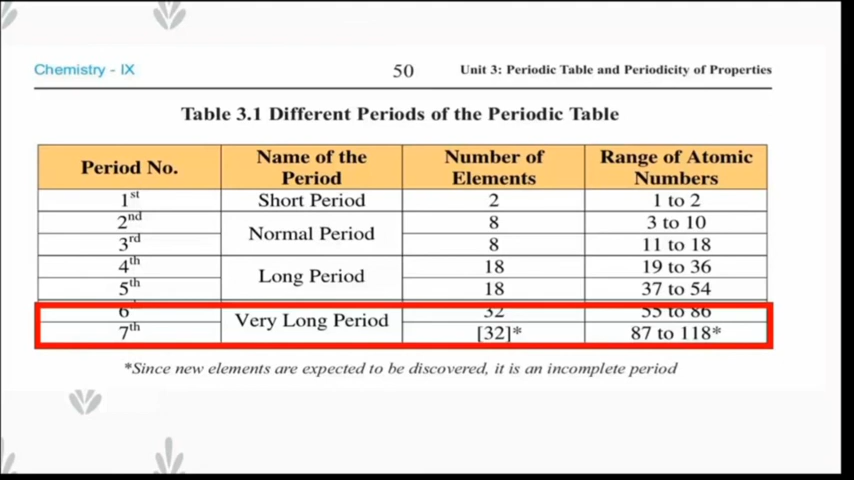 Chemistry - IX 50 Unit 3: Periodic Table and Periodicity of Properties
Table 3.1 Different Periods of the Periodic Table
Period No. Name of the Period Number of Elements Range of Atomic Numbers
1st Short Period 2 1 to 2
2nd Normal Period 8 3 to 10
3rd 8 11 to 18
4th Long Period 18 19 to 36
5th 18 37 to 54
6 Very Long Period 32 55 to 86
7th [32]* 87 to 118*
*Since new elements are expected to be discovered, it is an incomplete period